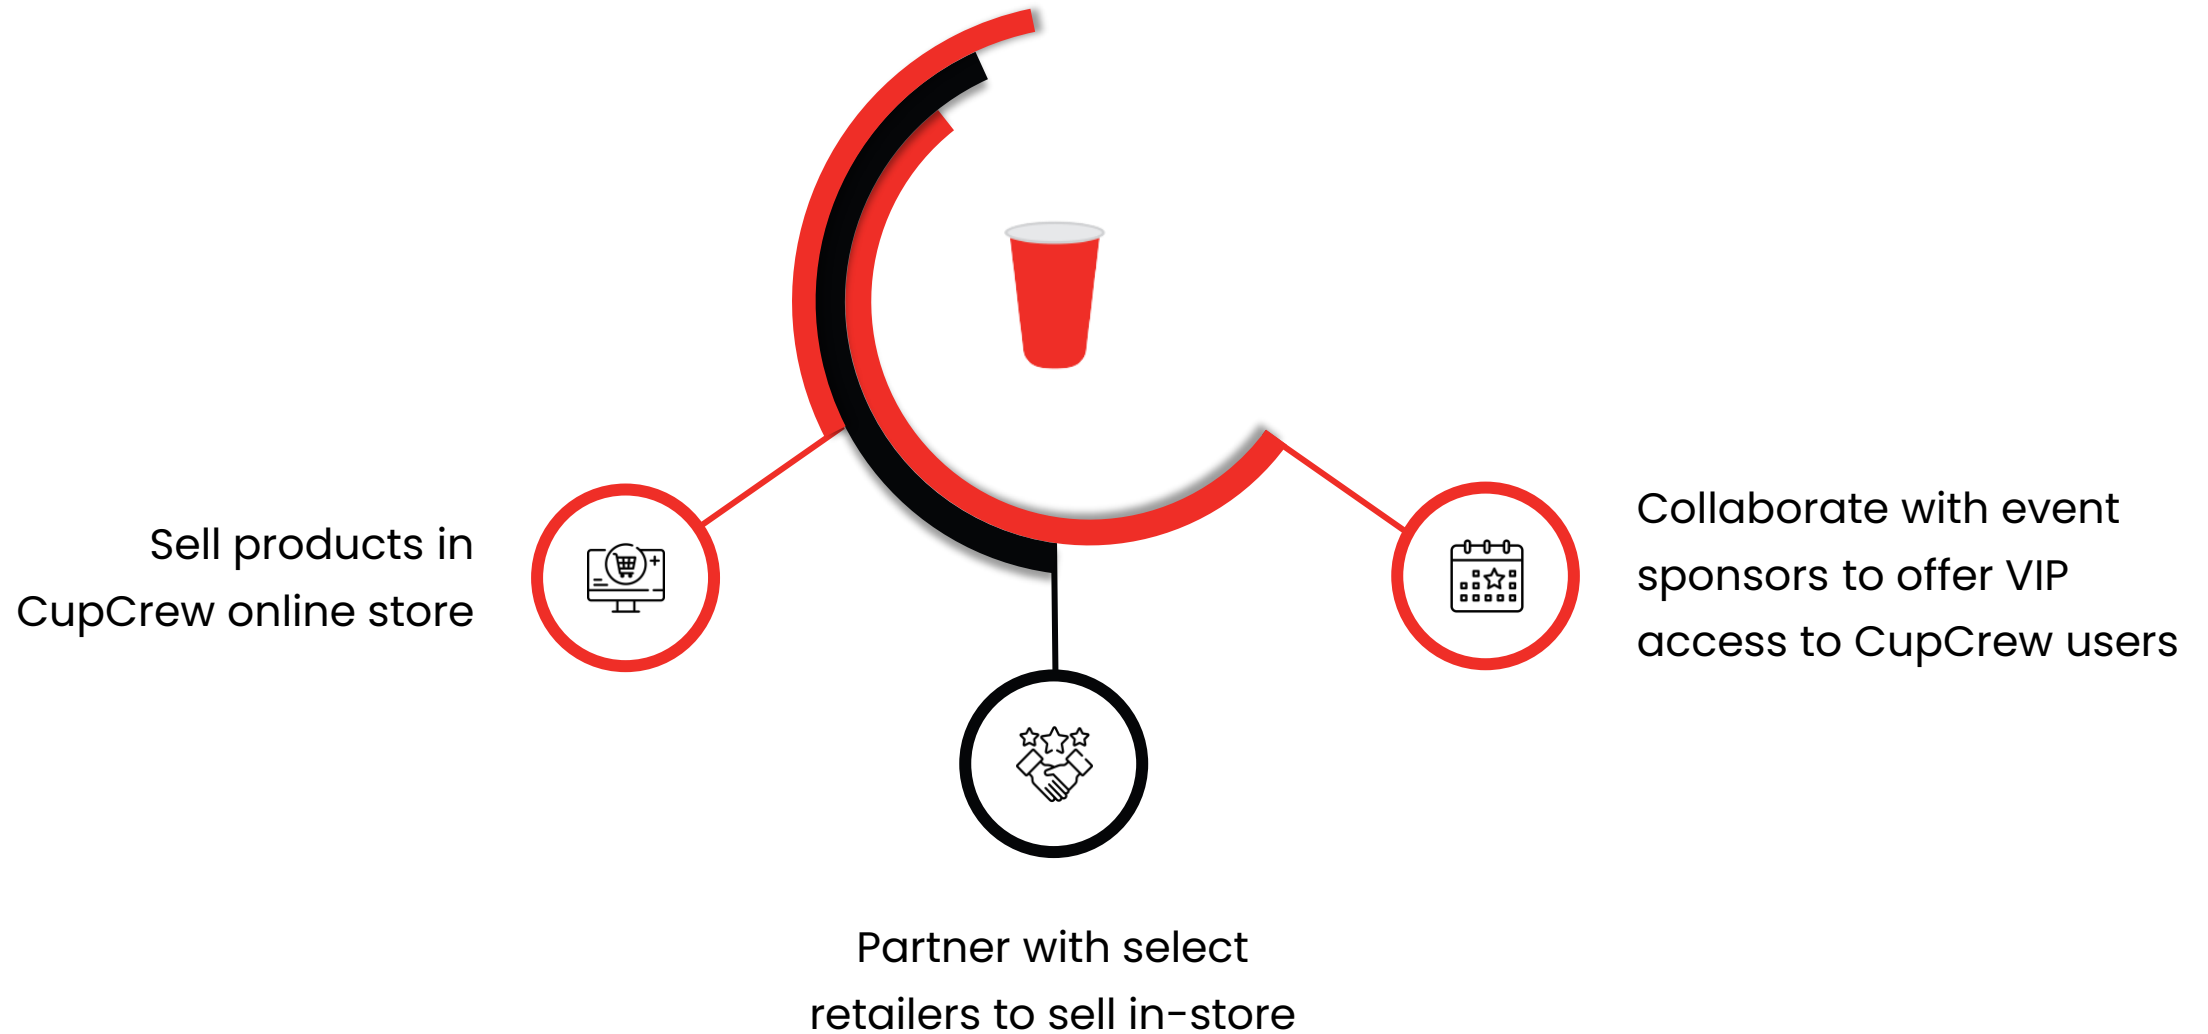 Sell products in
CupCrew online store
Partner with select
retailers to sell in-store
Collaborate with event
sponsors to offer VIP
access to CupCrew users